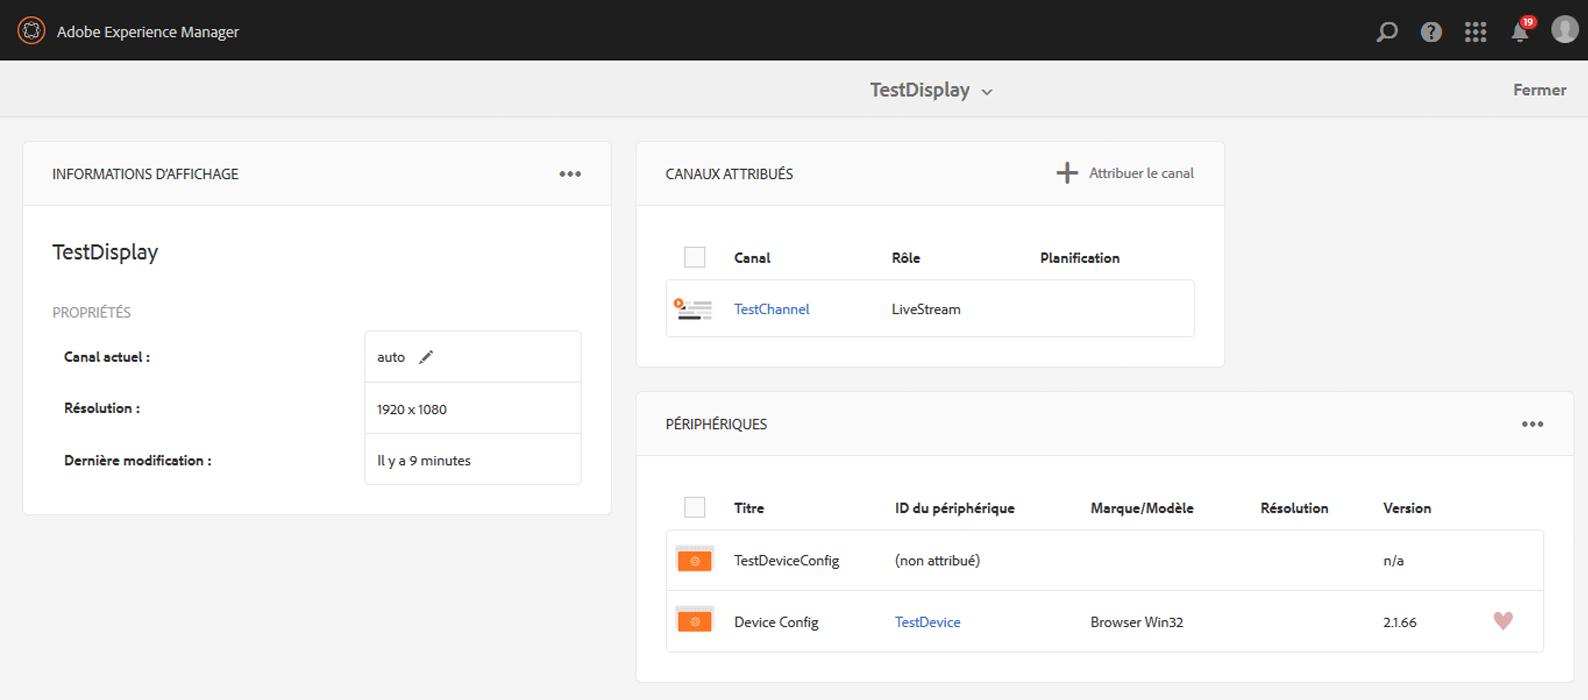 Adobe Experience Manager
19
TestDisplay
Fermer
INFORMATIONS D'AFFICHAGE
TestDisplay
PROPRIÉTÉS
Canal actuel :
auto
Résolution :
1920 x 1080
Dernière modification :
Il y a 9 minutes
CANAUX ATTRIBUÉS
Attribuer le canal
Canal Rôle Planification
TestChannel LiveStream
PÉRIPHÉRIQUES
Titre ID du périphérique Marque/Modèle Résolution Version
TestDeviceConfig (non attribué) n/a
Device Config TestDevice Browser Win32 2.1.66